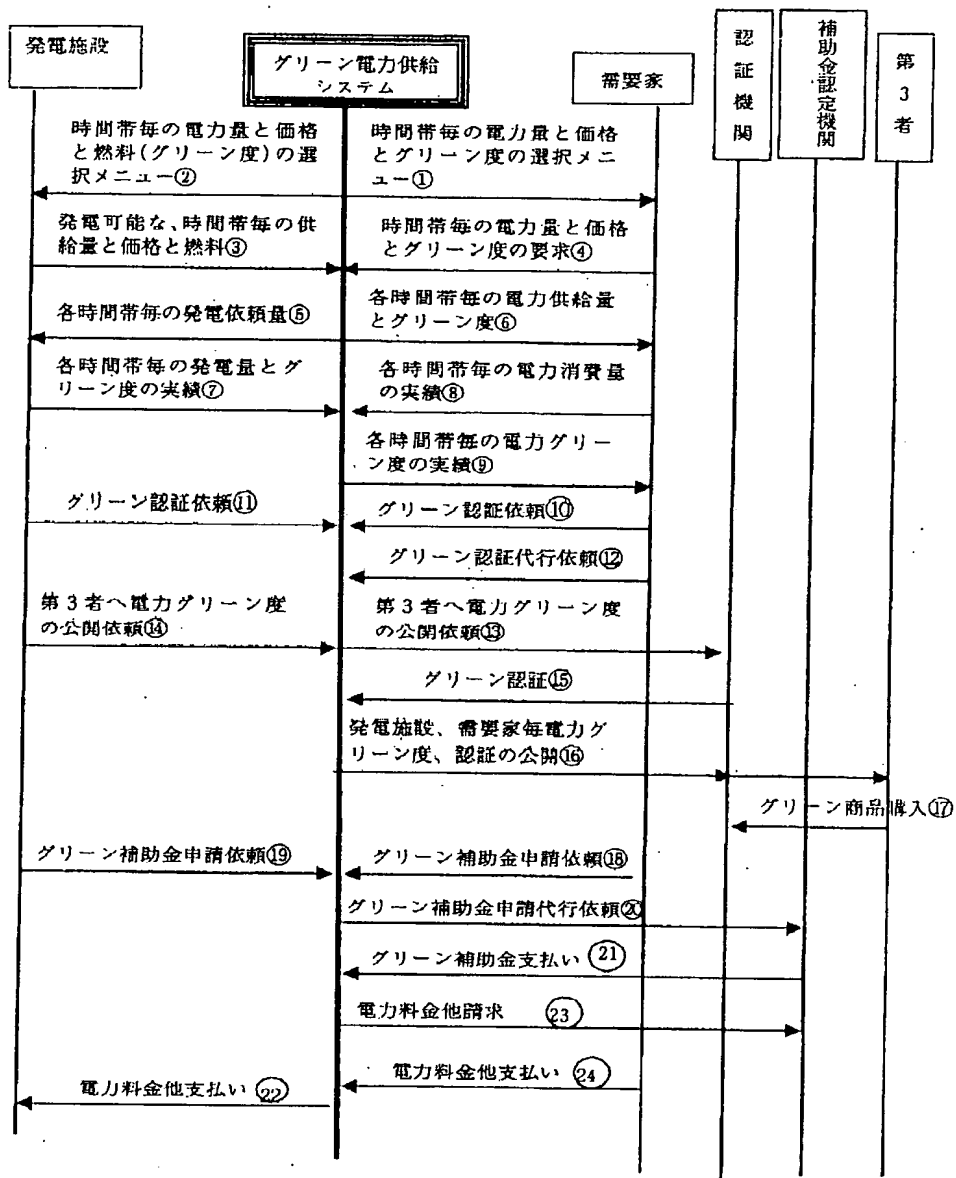 発電施設
グリーン電力供給
システム
需要家
認証機関
補助金認定機関
第3者
時間帯毎の電力量と価格
と燃料(グリーン度)の選
択メニュー②
時間帯毎の電力量と価格
とグリーン度の選択メニ
ュー①
発電可能な、時間帯毎の供
給量と価格と燃料③
時間帯毎の電力量と価格
とグリーン度の要求④
各時間帯毎の発電依頼量⑤
各時間帯毎の電力供給量
とグリーン度⑥
各時間帯毎の発電量とグ
リーン度の実績⑦
各時間帯毎の電力消費量
の実績⑧
各時間帯毎の電力グリー
ン度の実績⑨
グリーン認証依頼⑪
グリーン認証依頼⑩
グリーン認証代行依頼⑫
第3者へ電力グリーン度
の公開依頼⑭
第3者へ電力グリーン度
の公開依頼⑬
グリーン認証⑮
発電施設、需要家毎電力グ
リーン度、認証の公開⑯
グリーン商品購入⑰
グリーン補助金申請依頼⑲
グリーン補助金申請依頼⑱
グリーン補助金申請代行依頼⑳
グリーン補助金支払い ㉑
電力料金他請求 ㉓
電力料金他支払い ㉔
電力料金他支払い ㉒